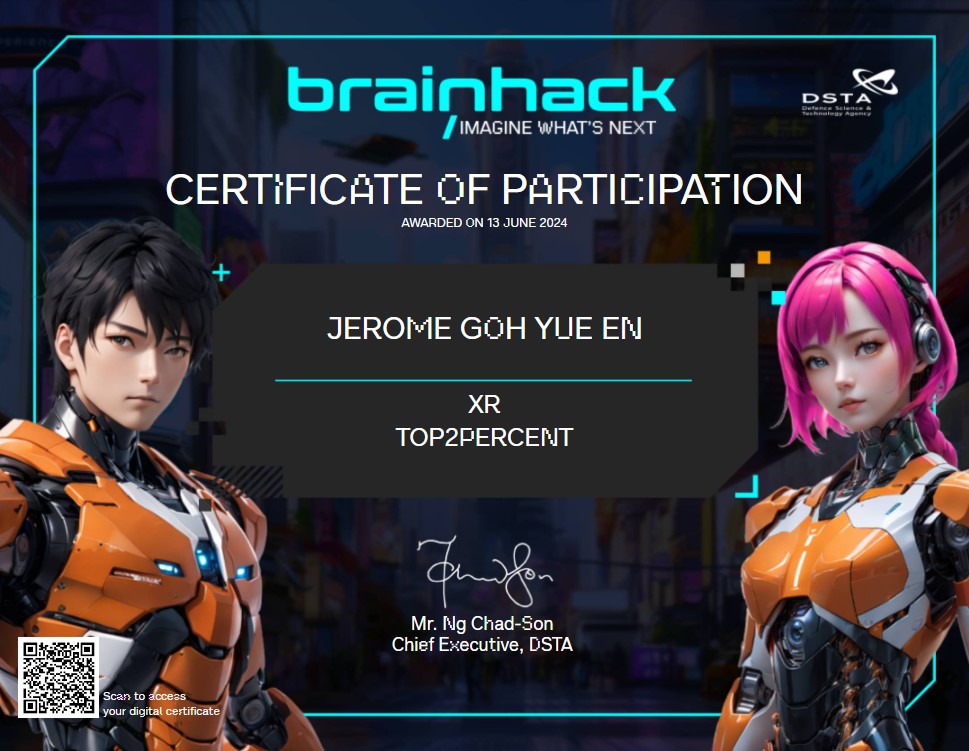 brainhack
/IMAGINE WHAT'S NEXT
DSTA
Defence Science &
Technology Agency
CERTIFICATE OF PARTICIPATION
AWARDED ON 13 JUNE 2024
JEROME GOH YUE EN
XR
TOP2PERCENT
Mr. Ng Chad-Son
Chief Executive, DSTA
Scan to access
your digital certificate